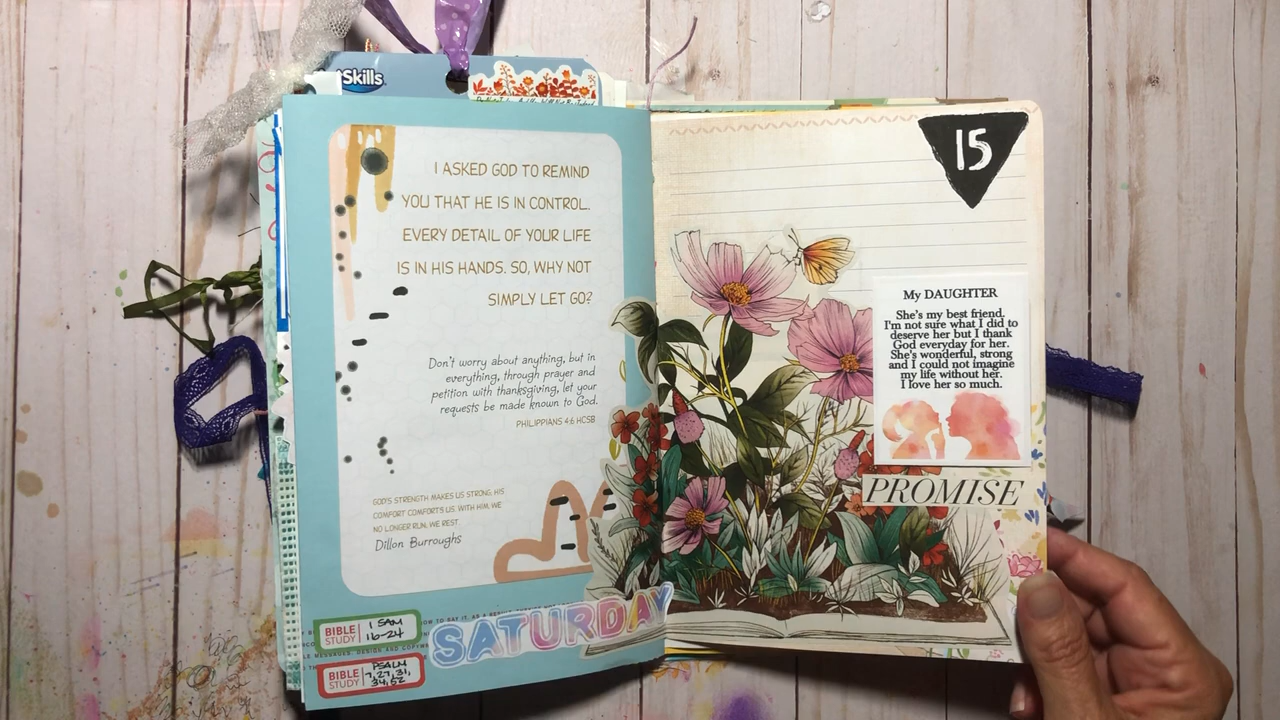 Skills
I ASKED GOD TO REMIND
YOU THAT HE IS IN CONTROL.
EVERY DETAIL OF YOUR LIFE
IS IN HIS HANDS. SO, WHY NOT
SIMPLY LET GO?
Don't worry about anything, but in
everything, through prayer and
petition with thanksgiving, let your
requests be made known to God.
PHILIPPIANS 4:6 HCSB
GOD'S STRENGTH MAKES US STRONG; HIS
COMFORT COMFORTS US. WITH HIM, WE
NO LONGER RUN; WE REST.
Dillon Burroughs
BIBLE STUDY | 1 SAM
16-24
BIBLE STUDY | PSALM
7, 27, 31,
34, 52
SATURDAY
15
My DAUGHTER
She's my best friend.
I'm not sure what I did to
deserve her but I thank
God everyday for her.
She's wonderful, strong
and I could not imagine
my life without her.
I love her so much.
PROMISE